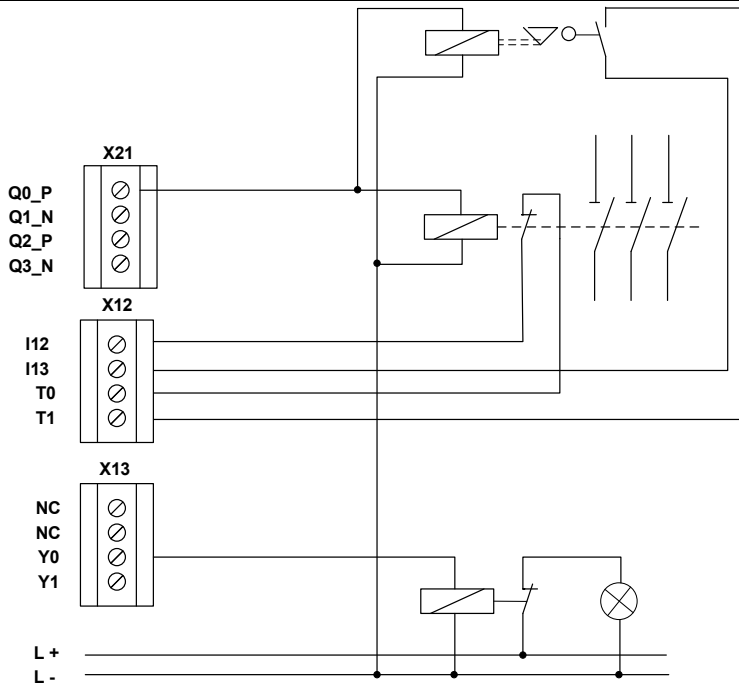 X21
Q0_P
Q1_N
Q2_P
Q3_N
X12
I12
I13
T0
T1
X13
NC
NC
Y0
Y1
L +
L -